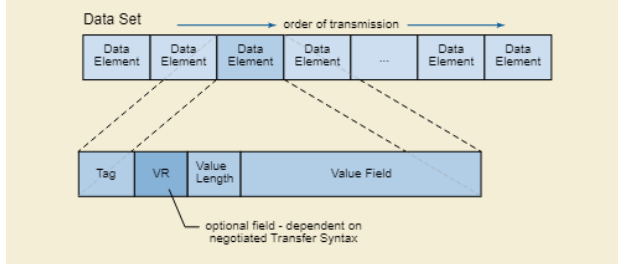 Data Set
order of transmission
Data Element
Data Element
Data Element
Data Element
...
Data Element
Data Element
Tag
VR
Value Length
Value Field
optional field - dependent on
negotiated Transfer Syntax